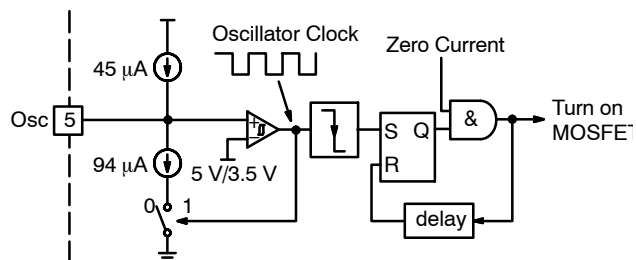 Oscillator Clock
45 μA
Zero Current
Osc 5
+
−
S Q
R
&
Turn on
MOSFET
94 μA
5 V/3.5 V
0 1
delay